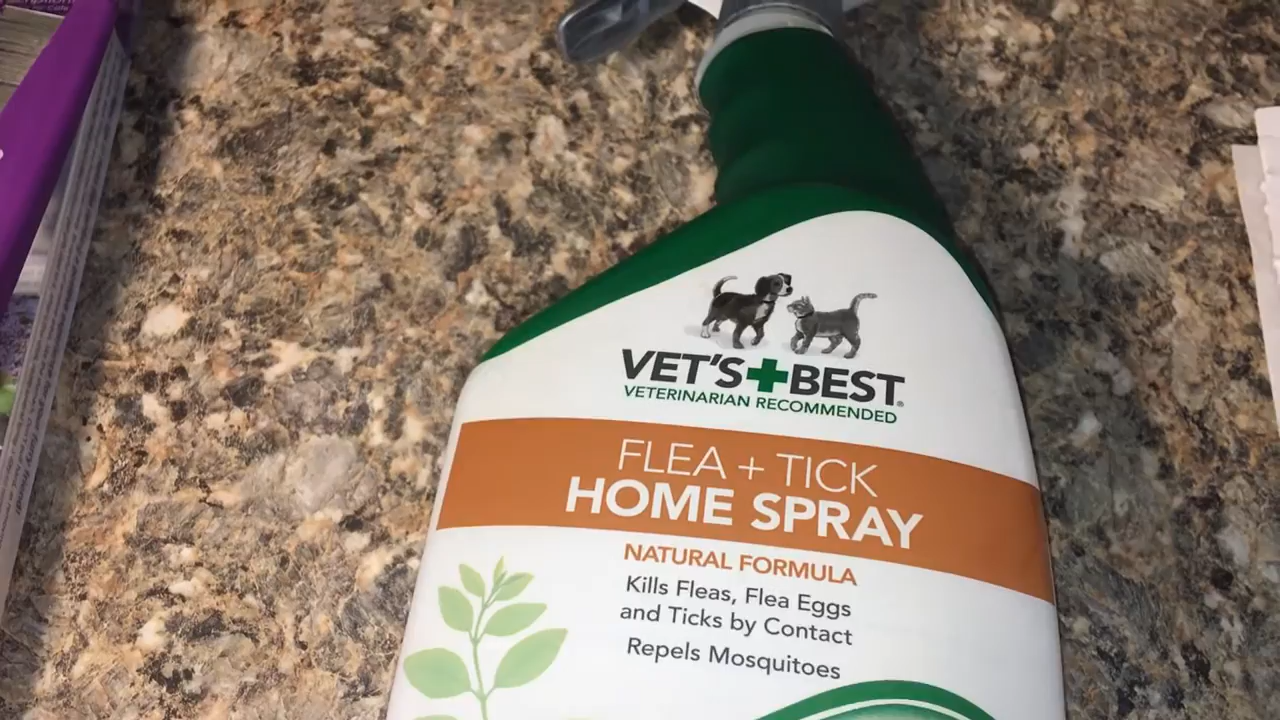 VET'S+BEST®
VETERINARIAN RECOMMENDED
FLEA + TICK
HOME SPRAY
NATURAL FORMULA
Kills Fleas, Flea Eggs
and Ticks by Contact
Repels Mosquitoes